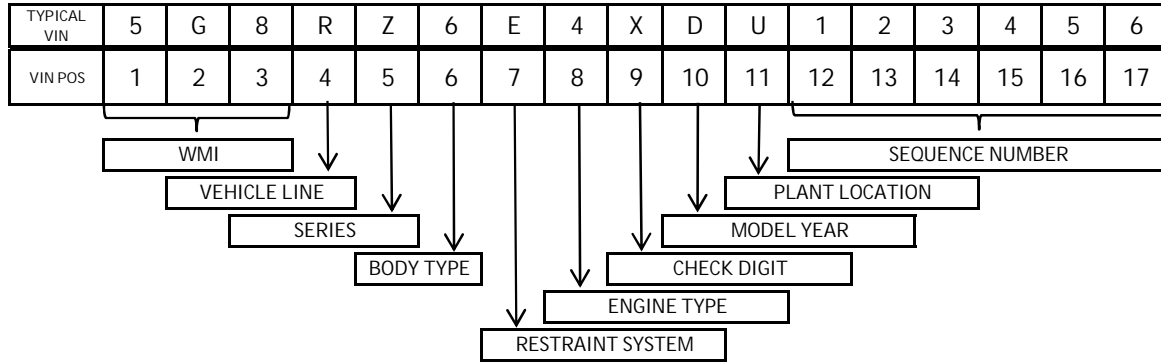 TYPICAL VIN 5 G 8 R Z 6 E 4 X D U 1 2 3 4 5 6
VIN POS 1 2 3 4 5 6 7 8 9 10 11 12 13 14 15 16 17
WMI SEQUENCE NUMBER
VEHICLE LINE PLANT LOCATION
SERIES MODEL YEAR
BODY TYPE CHECK DIGIT
ENGINE TYPE
RESTRAINT SYSTEM